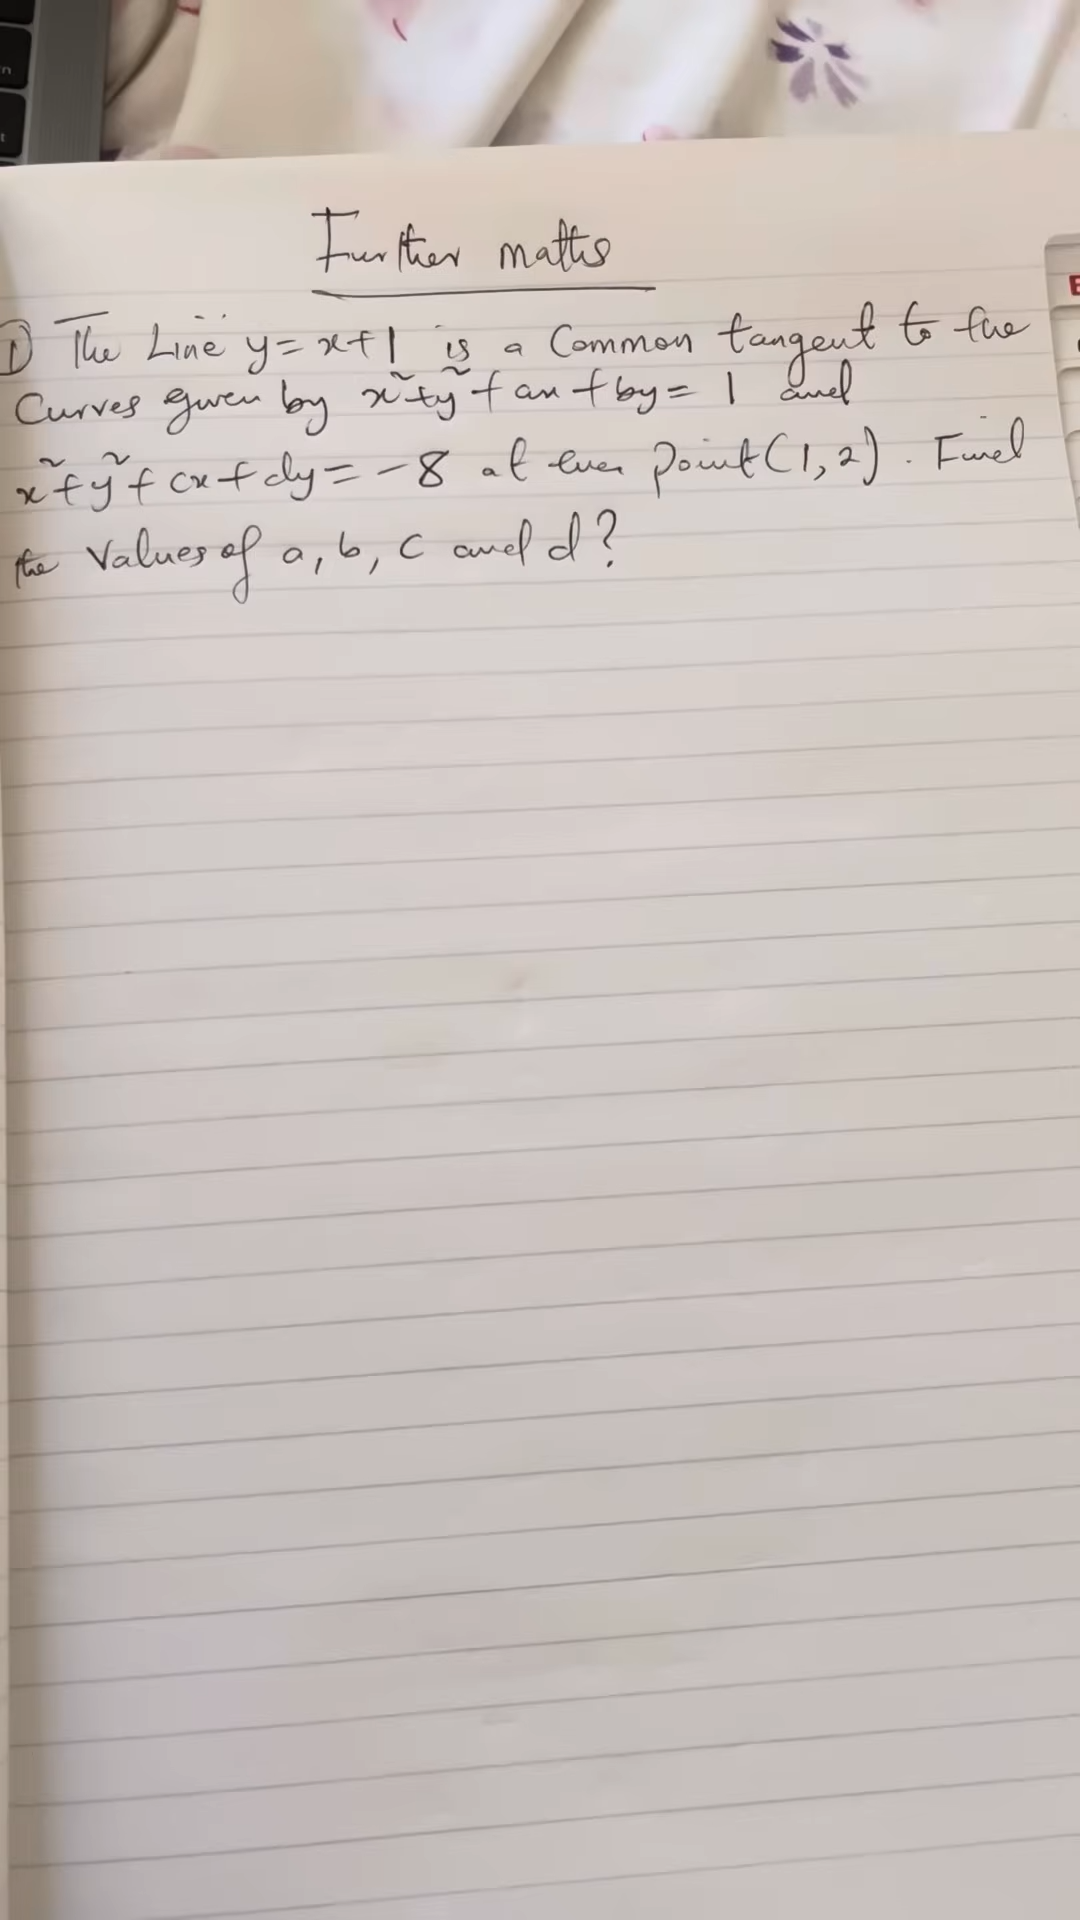 Further maths
① The Line y = x+1 is a Common tangent to the
Curves given by x²+y²+ax+by= 1 and
x²+y²+cx+dy= -8 at point (1,2). Find
the Values of a, b, c and d?